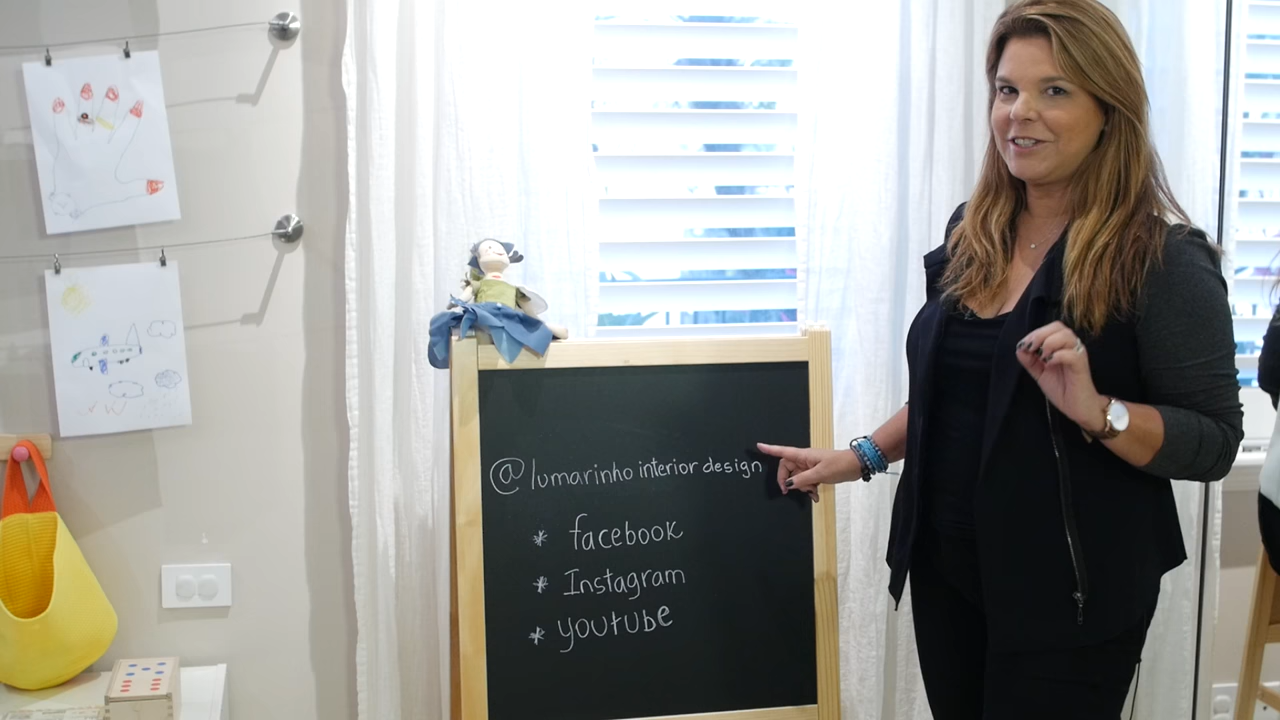 @lumarinho interior design
* facebook
* Instagram
* youtube